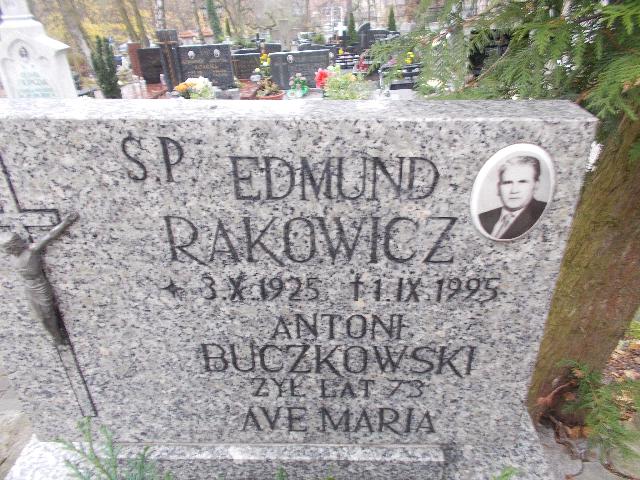 Ś.P. EDMUND
RAKOWICZ
* 3.X.1925 † 1.IX.1995
ANTONI
BUCZKOWSKI
ŻYŁ LAT 73
AVE MARIA